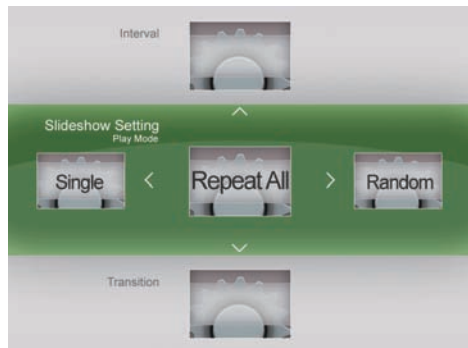 Interval
Slideshow Setting
Play Mode
Single
Repeat All
Random
Transition